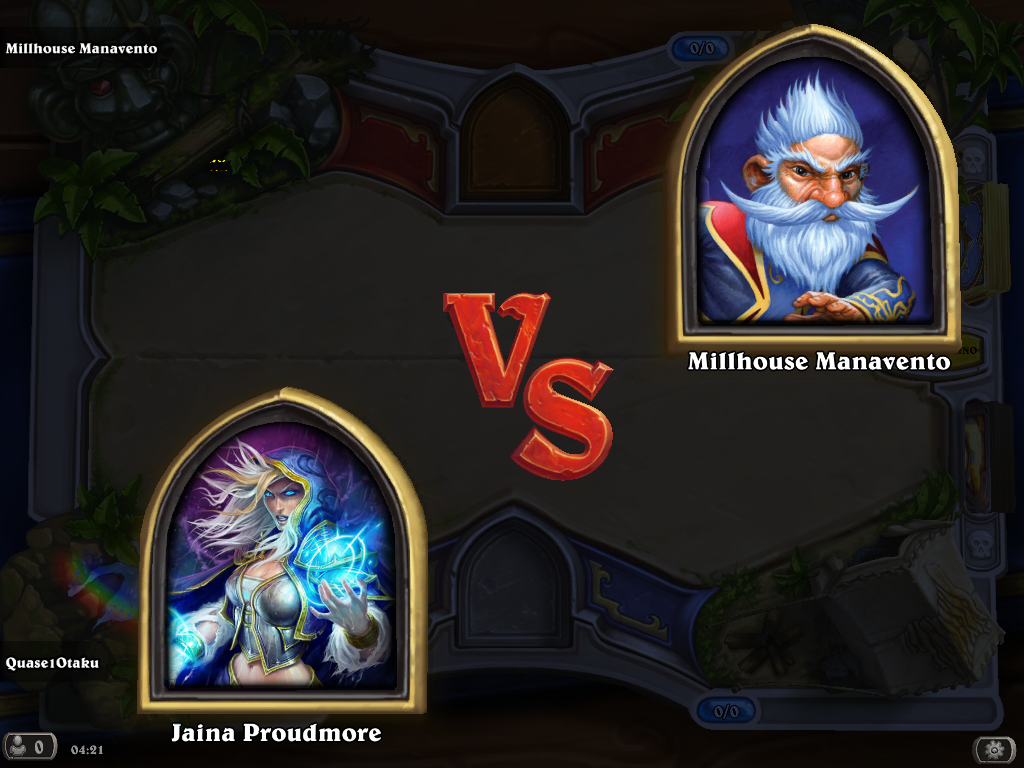 Millhouse Manavento
0/0
VS
Millhouse Manavento
Quase1Otaku
0/0
Jaina Proudmore
0
04:21